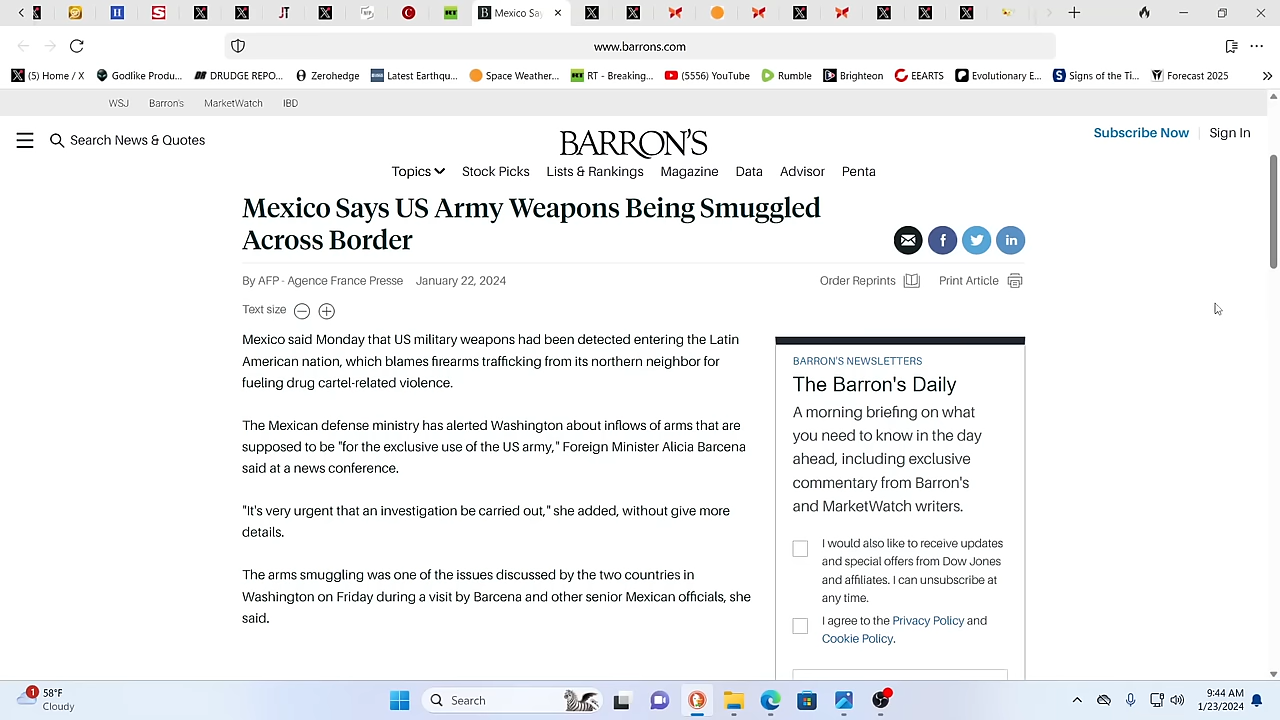 Mexico Say
www.barrons.com
(5) Home / X
Godlike Produ...
DRUDGE REPO...
Zerohedge
Latest Earthqu...
Space Weather...
RT - Breaking...
(5556) YouTube
Rumble
Brighteon
EEARTS
Evolutionary E...
Signs of the Ti...
Forecast 2025
WSJ
Barron's
MarketWatch
IBD
Search News & Quotes
BARRON'S
Subscribe Now
Sign In
Topics
Stock Picks
Lists & Rankings
Magazine
Data
Advisor
Penta
Mexico Says US Army Weapons Being Smuggled
Across Border
By AFP - Agence France Presse
January 22, 2024
Order Reprints
Print Article
Text size
Mexico said Monday that US military weapons had been detected entering the Latin
American nation, which blames firearms trafficking from its northern neighbor for
fueling drug cartel-related violence.
The Mexican defense ministry has alerted Washington about inflows of arms that are
supposed to be "for the exclusive use of the US army," Foreign Minister Alicia Barcena
said at a news conference.
"It's very urgent that an investigation be carried out," she added, without give more
details.
The arms smuggling was one of the issues discussed by the two countries in
Washington on Friday during a visit by Barcena and other senior Mexican officials, she
said.
BARRON'S NEWSLETTERS
The Barron's Daily
A morning briefing on what
you need to know in the day
ahead, including exclusive
commentary from Barron's
and MarketWatch writers.
I would also like to receive updates
and special offers from Dow Jones
and affiliates. I can unsubscribe at
any time.
I agree to the Privacy Policy and
Cookie Policy.
1
58°F
Cloudy
Search
9:44 AM
1/23/2024